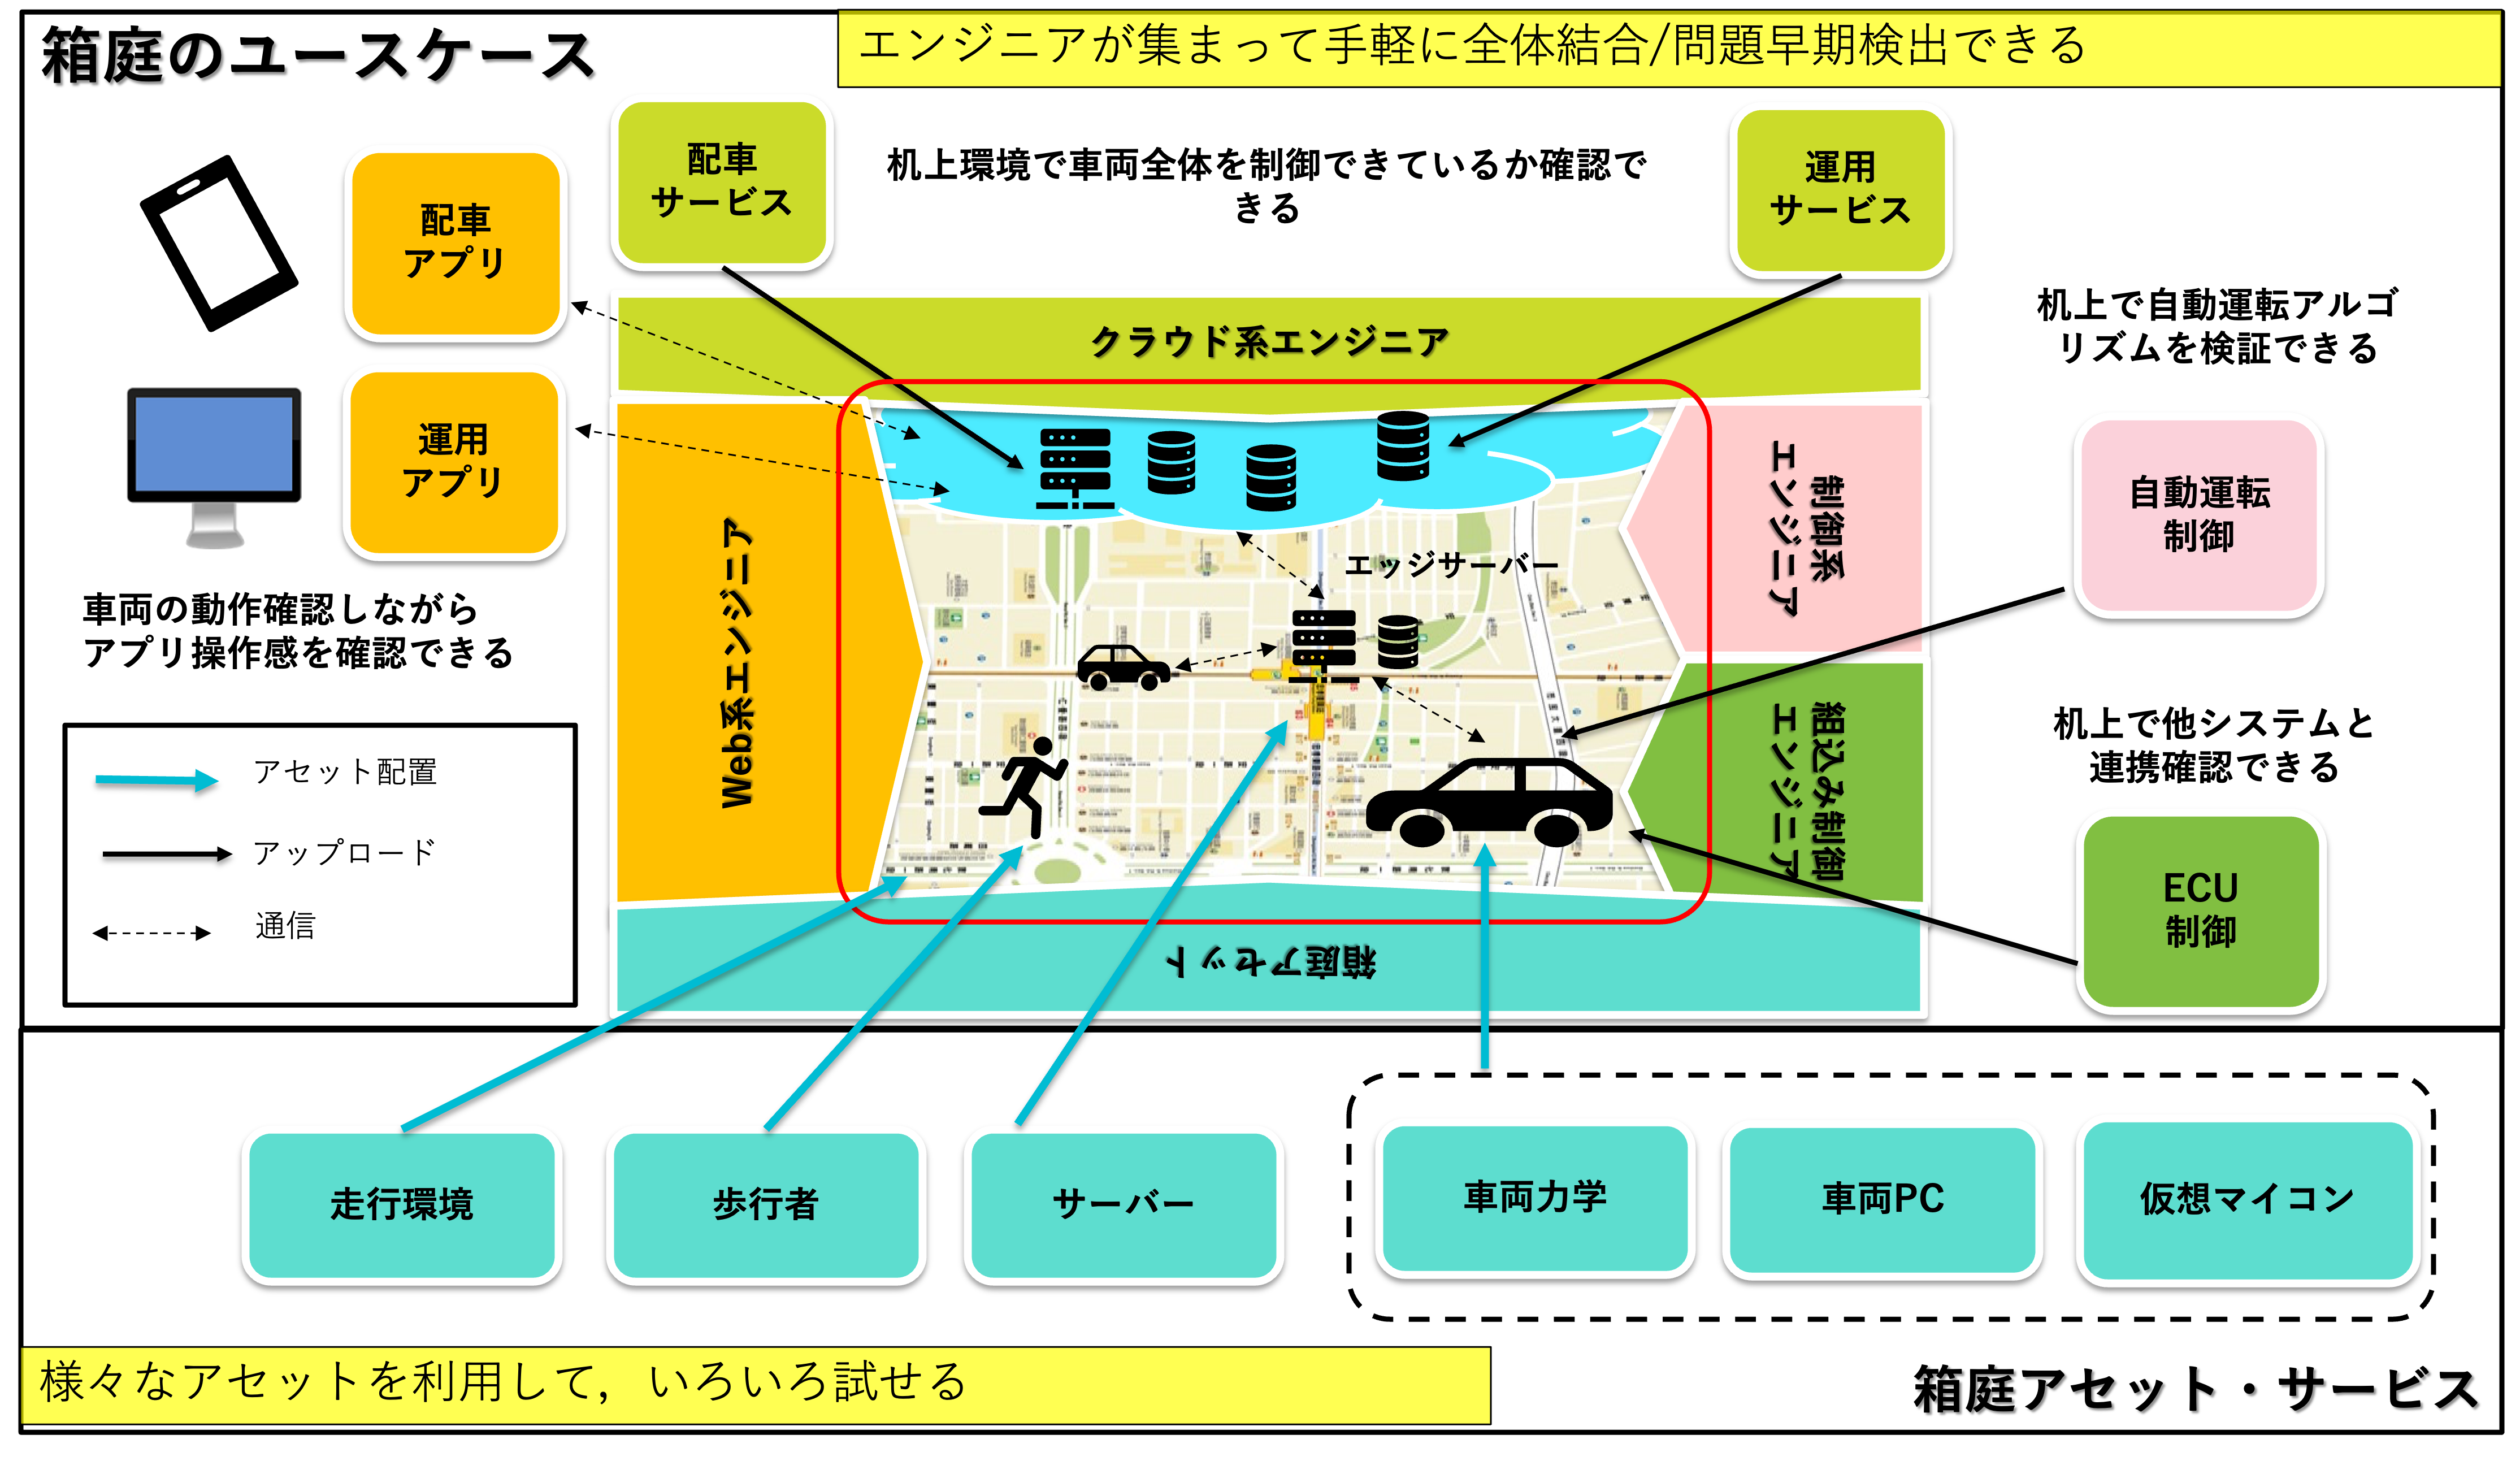 箱庭のユースケース
エンジニアが集まって手軽に全体結合/問題早期検出できる
配車
サービス
机上環境で車両全体を制御できているか確認で
きる
運用
サービス
配車
アプリ
運用
アプリ
車両の動作確認しながら
アプリ操作感を確認できる
クラウド系エンジニア
机上で自動運転アルゴ
リズムを検証できる
Web系エンジニア
エッジサーバー
制御系
エンジニア
自動運転
制御
組込み制御
エンジニア
机上で他システムと
連携確認できる
ECU
制御
アセット配置
アップロード
通信
箱庭アセット
走行環境
歩行者
サーバー
車両力学
車両PC
仮想マイコン
様々なアセットを利用して，いろいろ試せる
箱庭アセット・サービス